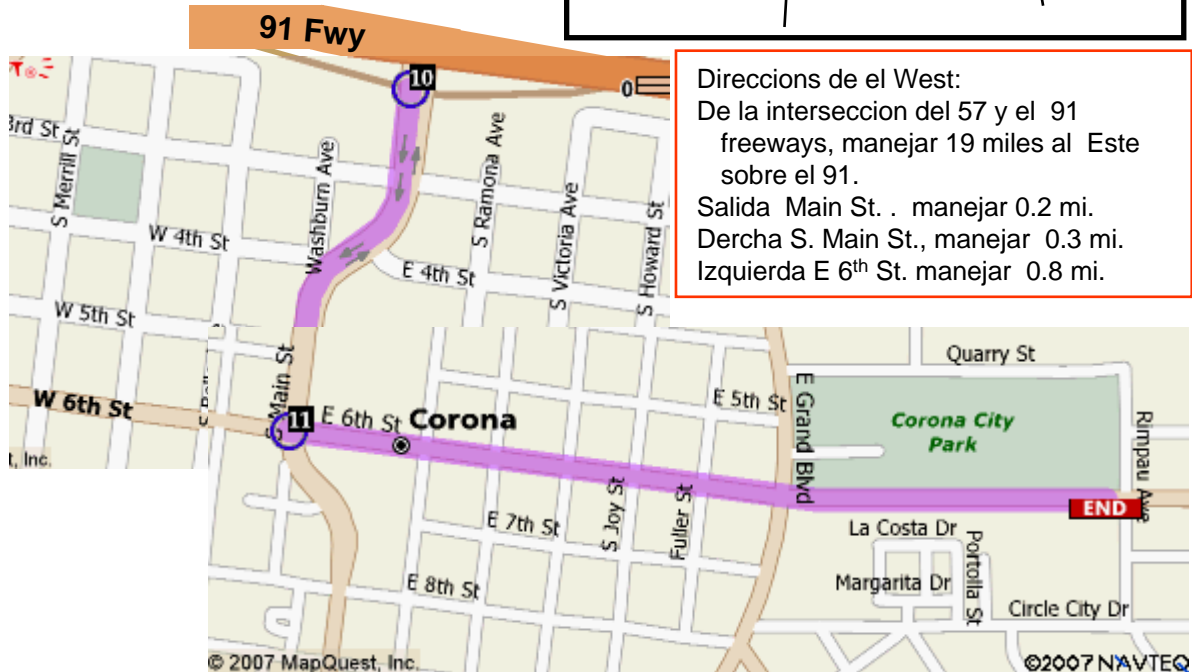 91 Fwy
10
0
Direccions de el West:
De la interseccion del 57 y el 91
freeways, manejar 19 miles al Este
sobre el 91.
Salida Main St. . manejar 0.2 mi.
Dercha S. Main St., manejar 0.3 mi.
Izquierda E 6th St. manejar 0.8 mi.
3rd St
S Merrill St
Washburn Ave
S Ramona Ave
S Victoria Ave
S Howard St
W 4th St
E 4th St
W 5th St
S Main St
Quarry St
E 5th St
E Grand Blvd
Corona City
Park
Rimpau Ave
W 6th St
11
E 6th St
Corona
t, Inc.
END
E 7th St
S Joy St
Fuller St
La Costa Dr
Portolla St
Margarita Dr
E 8th St
Circle City Dr
© 2007 MapQuest, Inc.
©2007 NAVTEQ